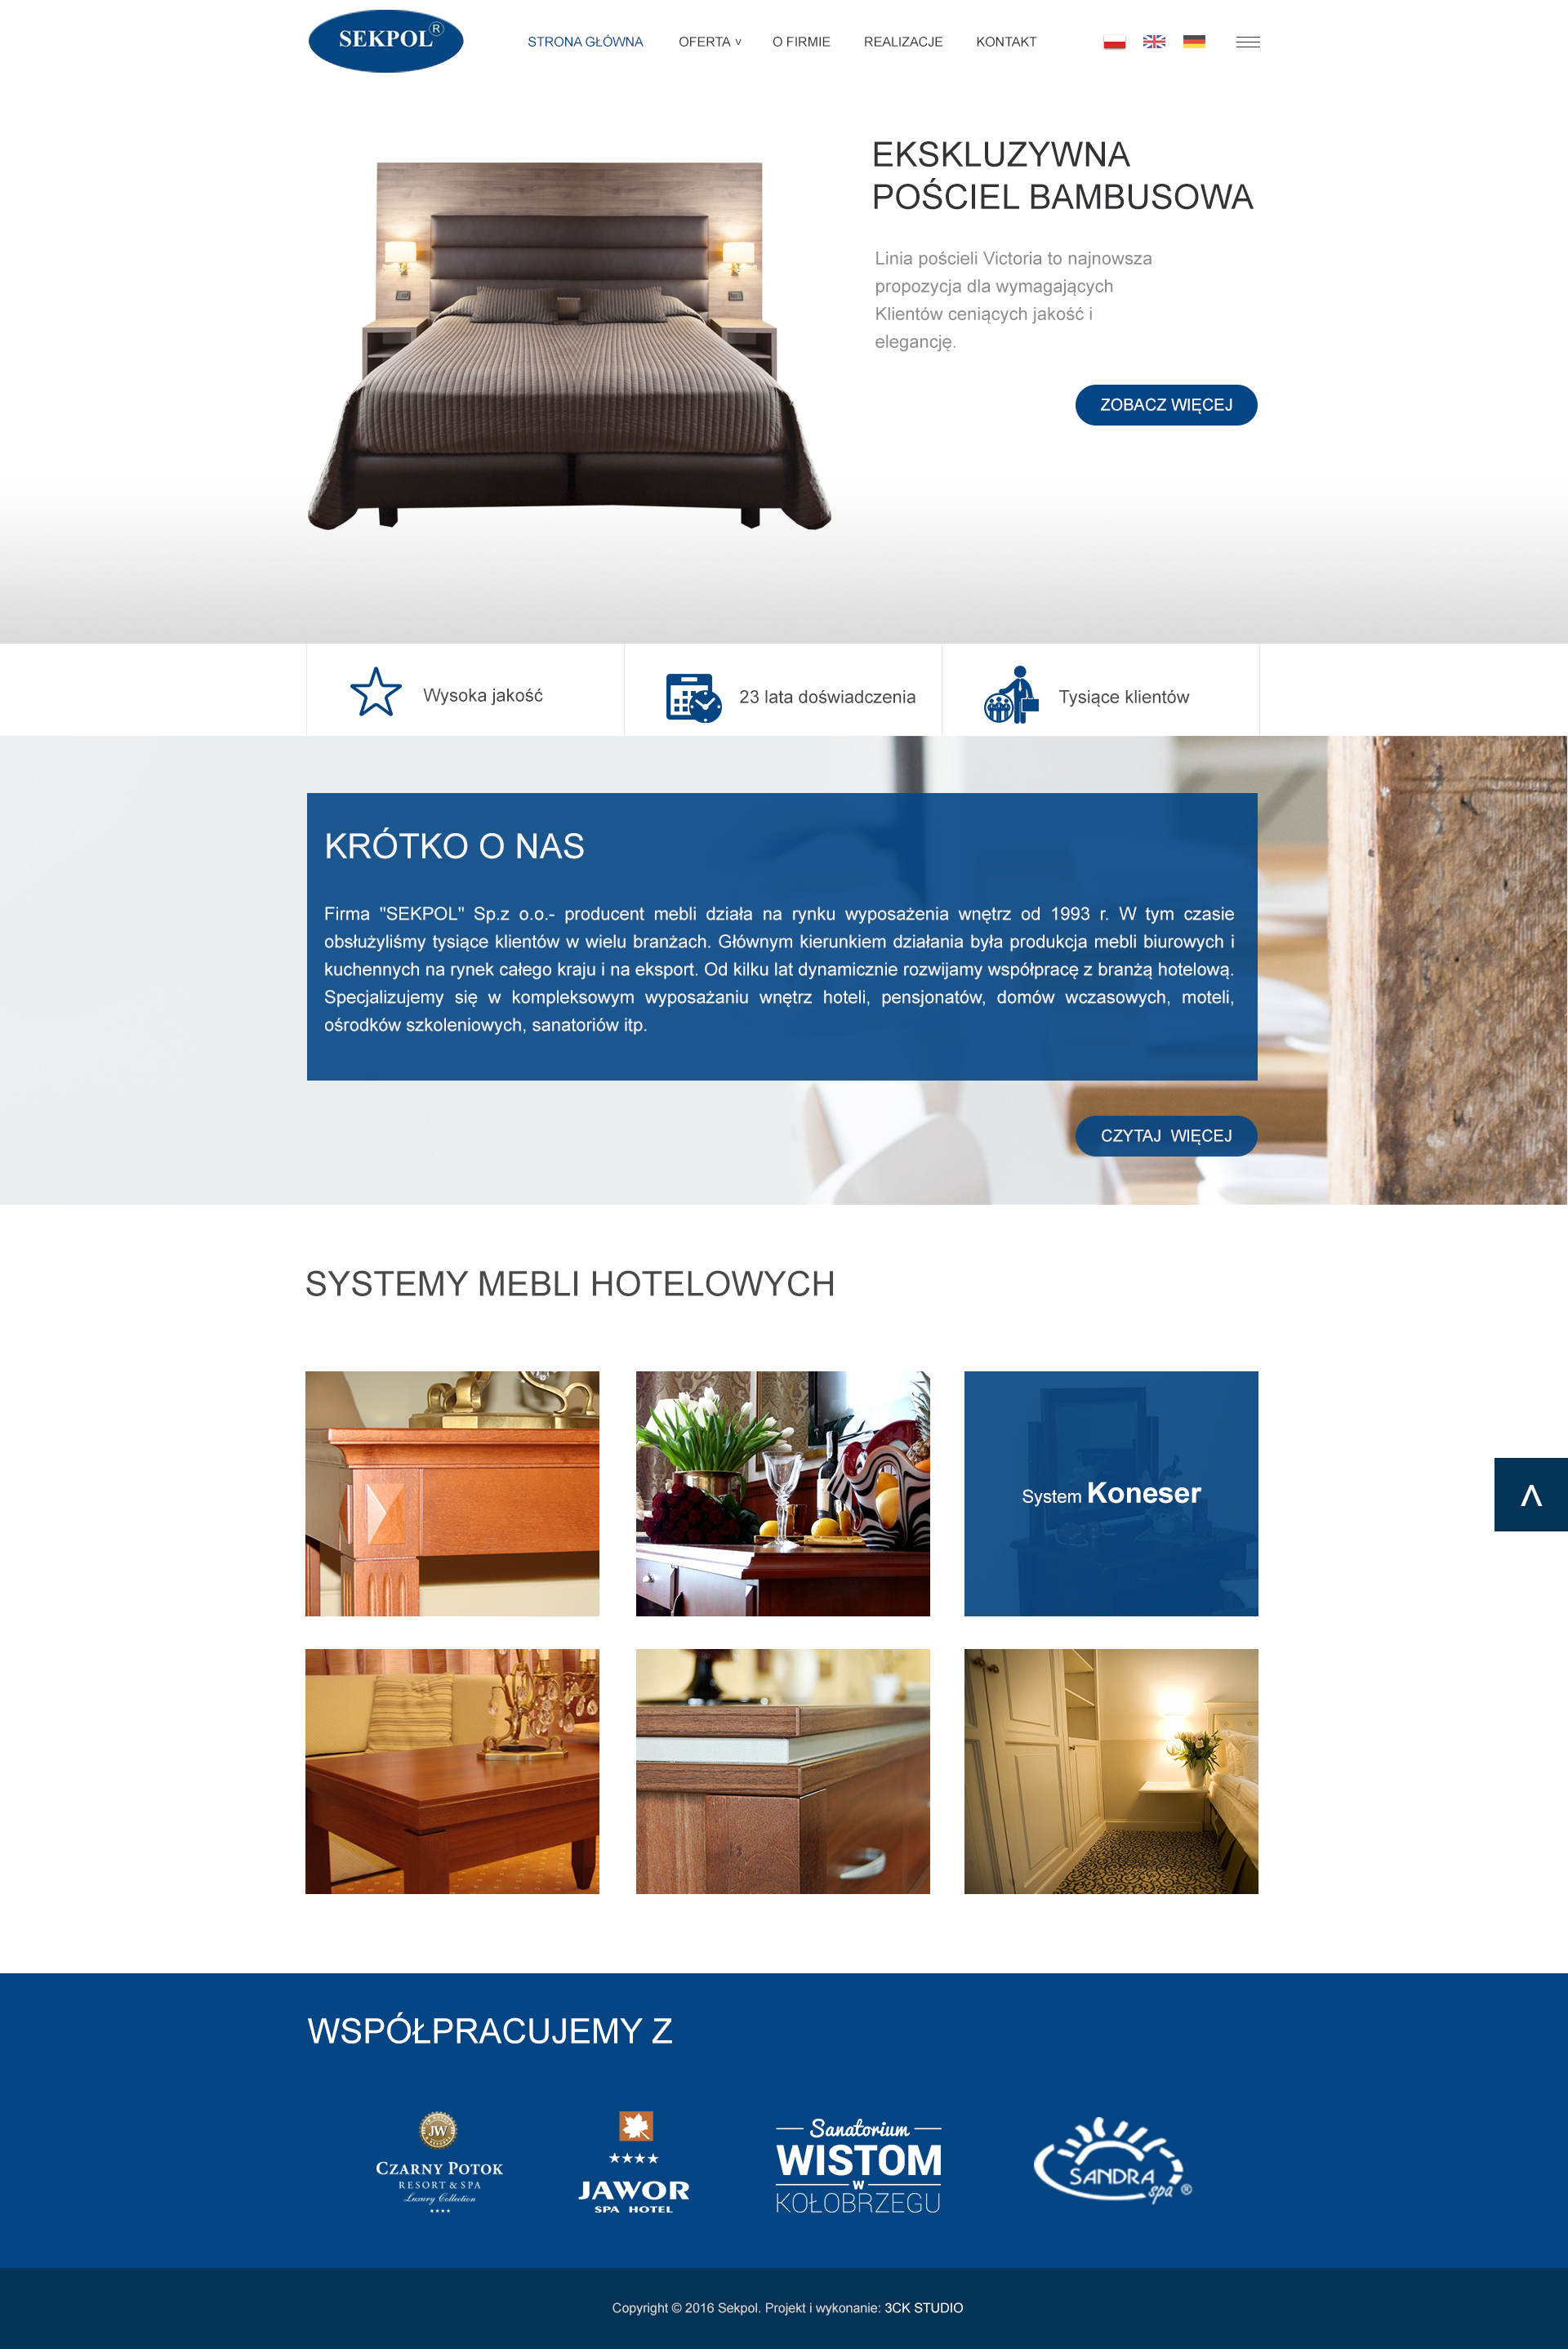 SEKPOL®
STRONA GŁÓWNA OFERTA v O FIRMIE REALIZACJE KONTAKT
EKSKLUZYWNA
POŚCIEL BAMBUSOWA
Linia pościeli Victoria to najnowsza
propozycja dla wymagających
Klientów ceniących jakość i
elegancję.
ZOBACZ WIĘCEJ
Wysoka jakość
23 lata doświadczenia
Tysiące klientów
KRÓTKO O NAS
Firma "SEKPOL" Sp.z o.o.- producent mebli działa na rynku wyposażenia wnętrz od 1993 r. W tym czasie
obsłużyliśmy tysiące klientów w wielu branżach. Głównym kierunkiem działania była produkcja mebli biurowych i
kuchennych na rynek całego kraju i na eksport. Od kilku lat dynamicznie rozwijamy współpracę z branżą hotelową.
Specjalizujemy się w kompleksowym wyposażaniu wnętrz hoteli, pensjonatów, domów wczasowych, moteli,
ośrodków szkoleniowych, sanatoriów itp.
CZYTAJ WIĘCEJ
SYSTEMY MEBLI HOTELOWYCH
System Koneser
WSPÓŁPRACUJEMY Z
JW
CZARNY POTOK
RESORT & SPA
Luxury Collection
JAWOR
SPA HOTEL
Sanatorium
WISTOM
W
KOŁOBRZEGU
SANDRA
spa ®
Copyright © 2016 Sekpol. Projekt i wykonanie: 3CK STUDIO